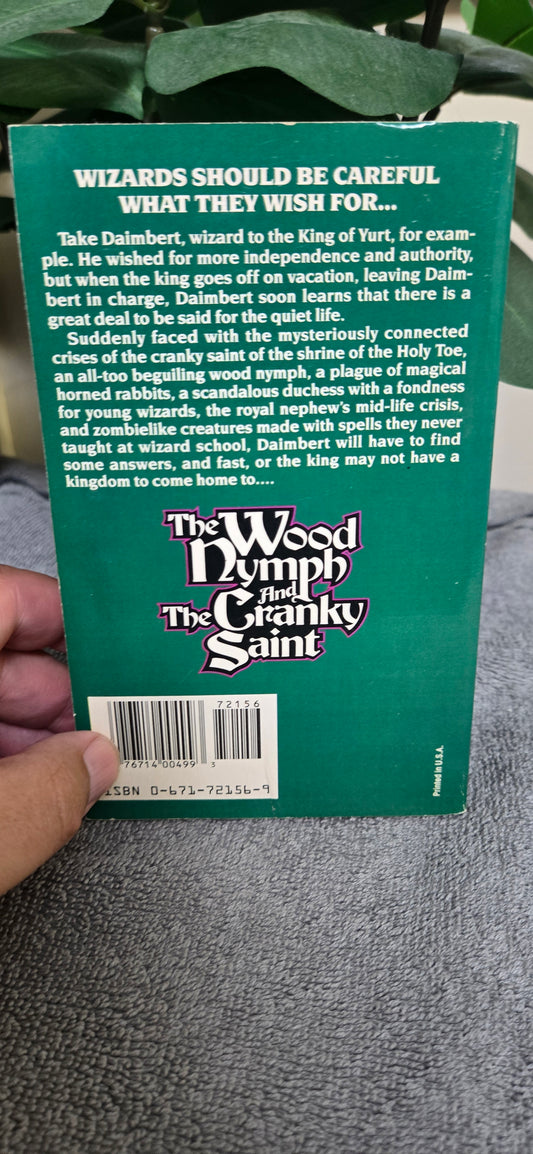 WIZARDS SHOULD BE CAREFUL
WHAT THEY WISH FOR...
Take Daimbert, wizard to the King of Yurt, for exam-
ple. He wished for more independence and authority,
but when the king goes off on vacation, leaving Daim-
bert in charge, Daimbert soon learns that there is a
great deal to be said for the quiet life.
Suddenly faced with the mysteriously connected
crises of the cranky saint of the shrine of the Holy Toe,
an all-too beguiling wood nymph, a plague of magical
horned rabbits, a scandalous duchess with a fondness
for young wizards, the royal nephew's mid-life crisis,
and zombielike creatures made with spells they never
taught at wizard school, Daimbert will have to find
some answers, and fast, or the king may not have a
kingdom to come home to....
The Wood
Nymph
And
The Cranky
Saint
72156
76714 00499 3
ISBN 0-671-72156-9
Printed in U.S.A.